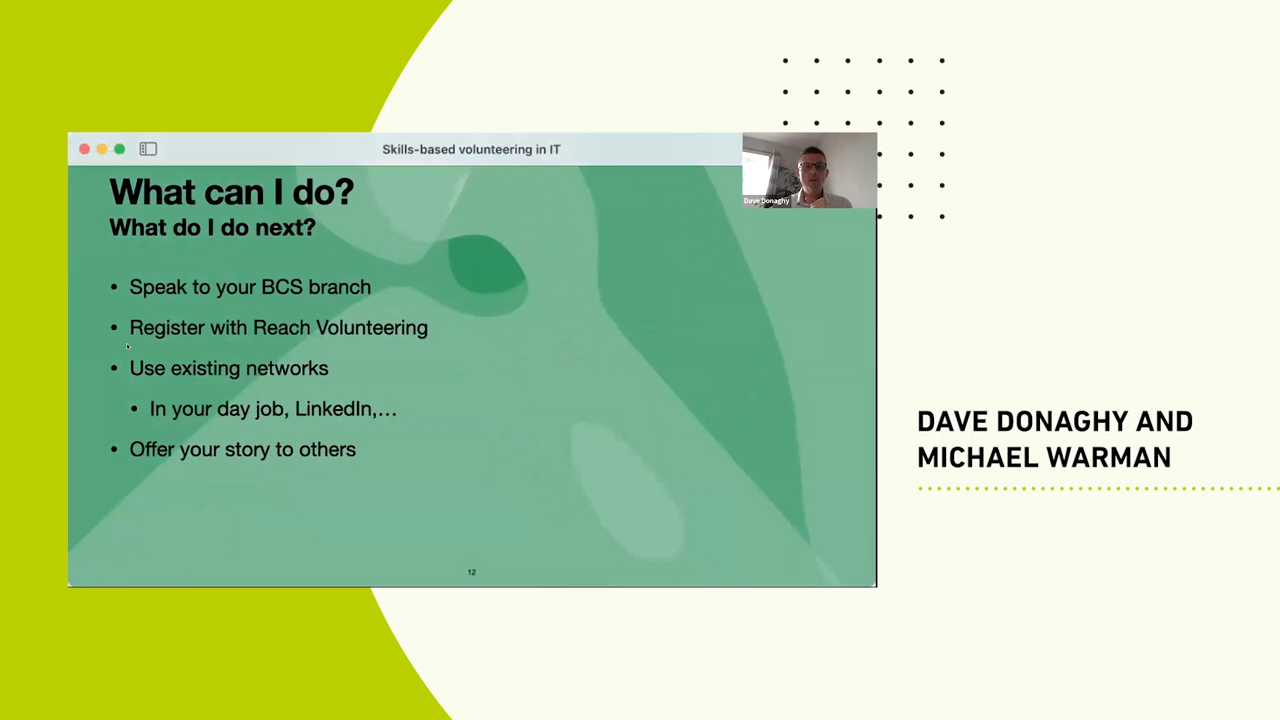 Skills-based volunteering in IT
Dave Donaghy
What can I do?
What do I do next?
• Speak to your BCS branch
• Register with Reach Volunteering
• Use existing networks
• In your day job, LinkedIn,…
• Offer your story to others
12
DAVE DONAGHY AND
MICHAEL WARMAN